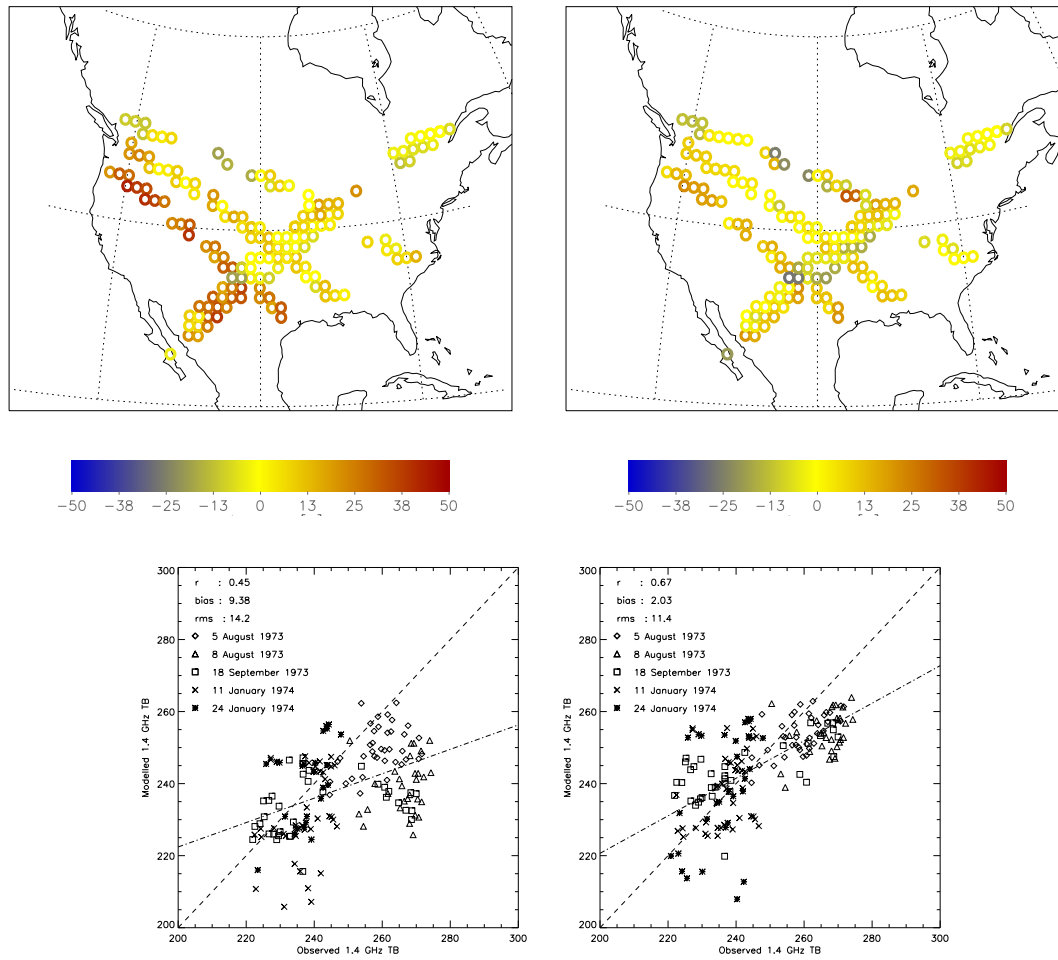 −50 −38 −25 −13 0 13 25 38 50
−50 −38 −25 −13 0 13 25 38 50
300
280
260
240
220
200
Modelled 1.4 GHz TB
r : 0.45
bias : 9.38
rms : 14.2
5 August 1973
8 August 1973
18 September 1973
11 January 1974
24 January 1974
200 220 240 260 280 300
Observed 1.4 GHz TB
300
280
260
240
220
200
Modelled 1.4 GHz TB
r : 0.67
bias : 2.03
rms : 11.4
5 August 1973
8 August 1973
18 September 1973
11 January 1974
24 January 1974
200 220 240 260 280 300
Observed 1.4 GHz TB